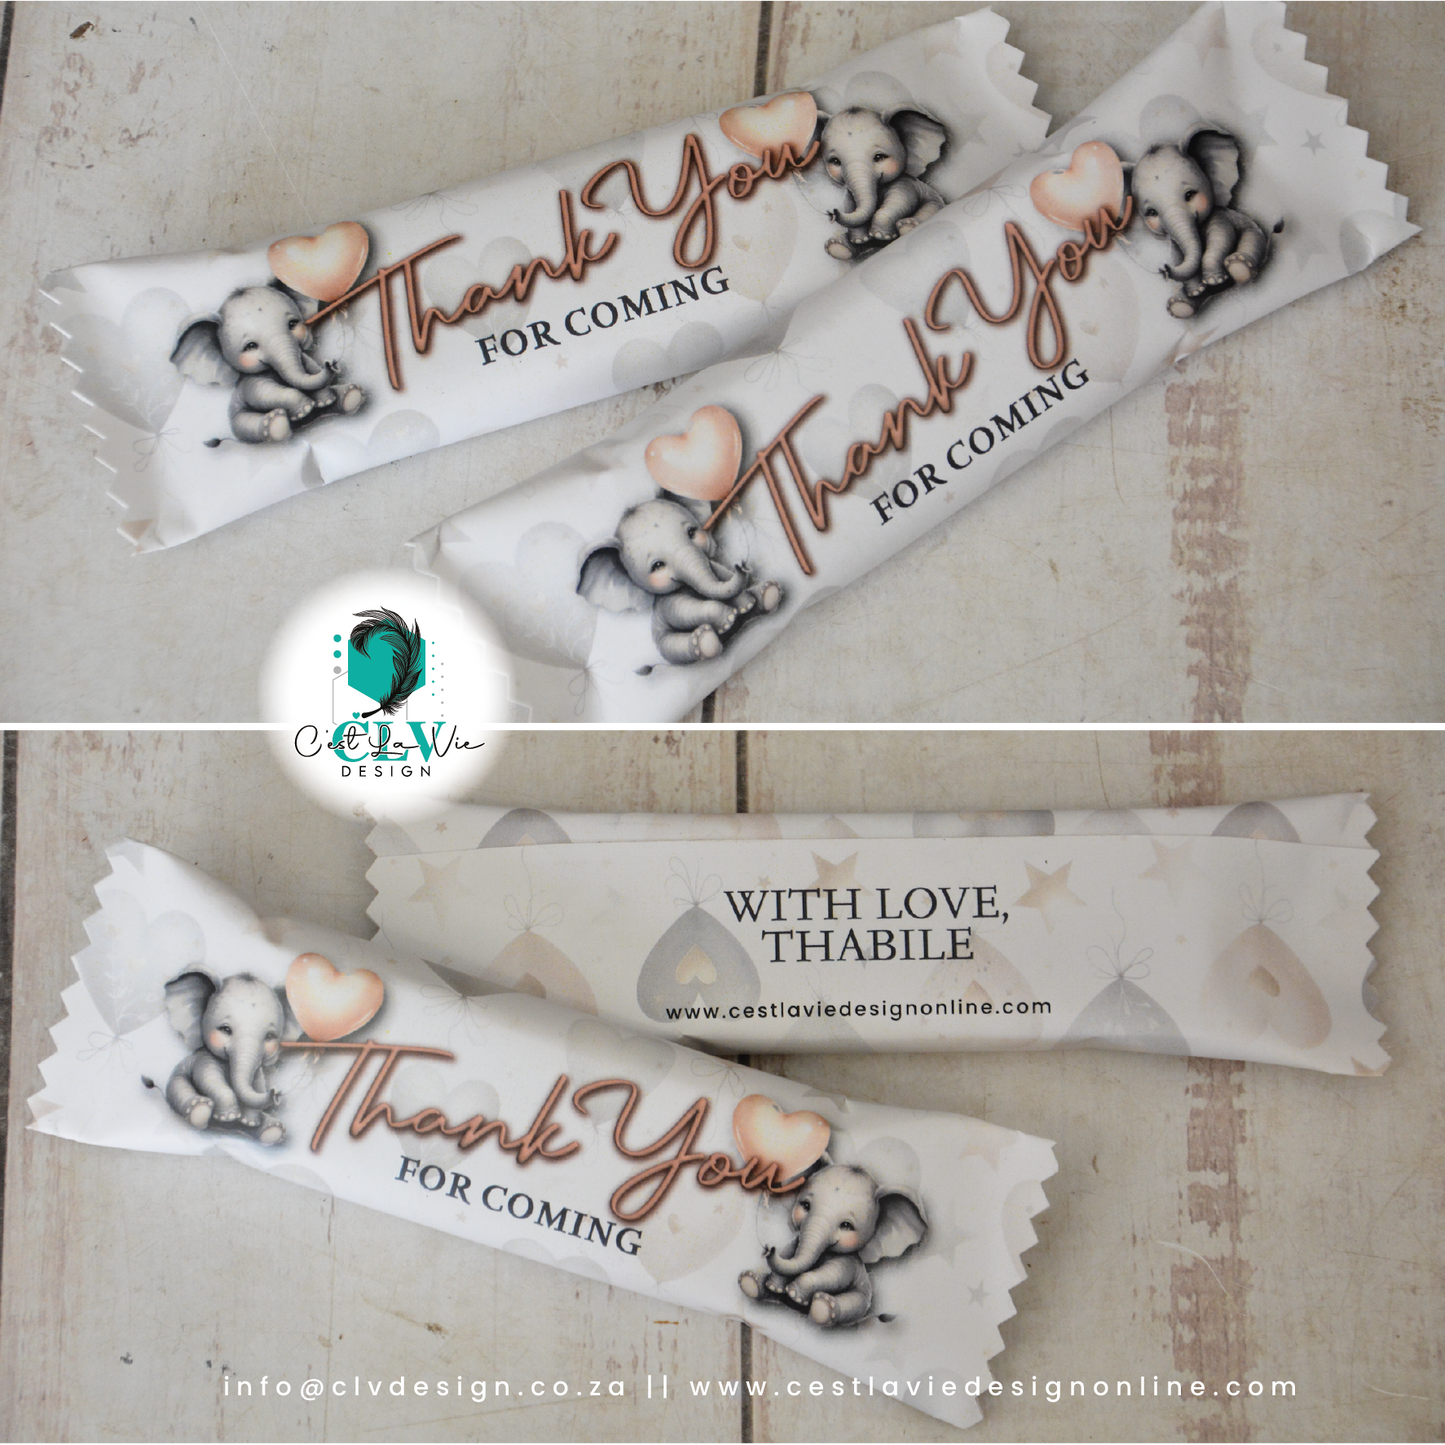 Thank You
FOR COMING
Thank You
FOR COMING
CLV
C'est La Vie
DESIGN
WITH LOVE,
THABILE
www.cestlaviedesignonline.com
Thank You
FOR COMING
info@clvdesign.co.za || www.cestlaviedesignonline.com